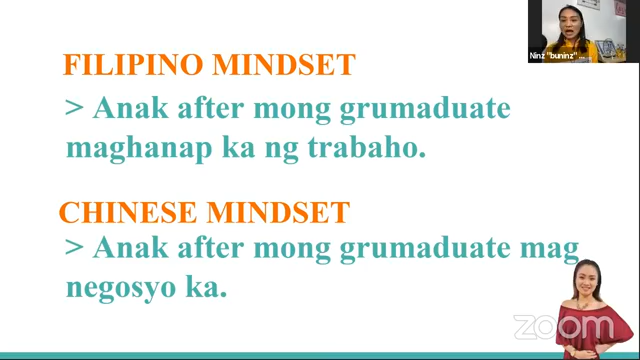 Ninz "buninz" ...
FILIPINO MINDSET
> Anak after mong grumaduate
maghanap ka ng trabaho.
CHINESE MINDSET
> Anak after mong grumaduate mag
negosyo ka.
zoom